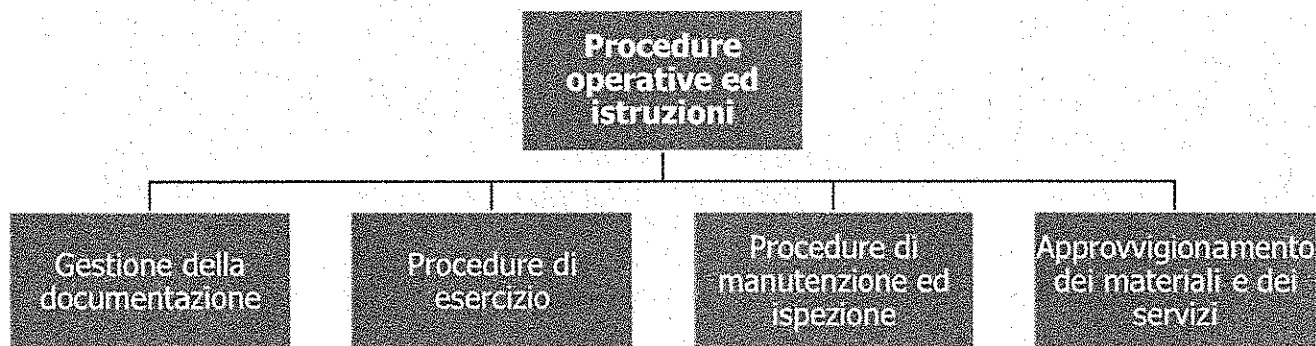 Procedure
operative ed
istruzioni
Gestione della
documentazione
Procedure di
esercizio
Procedure di
manutenzione ed
ispezione
Approvvigionamento
dei materiali e dei
servizi